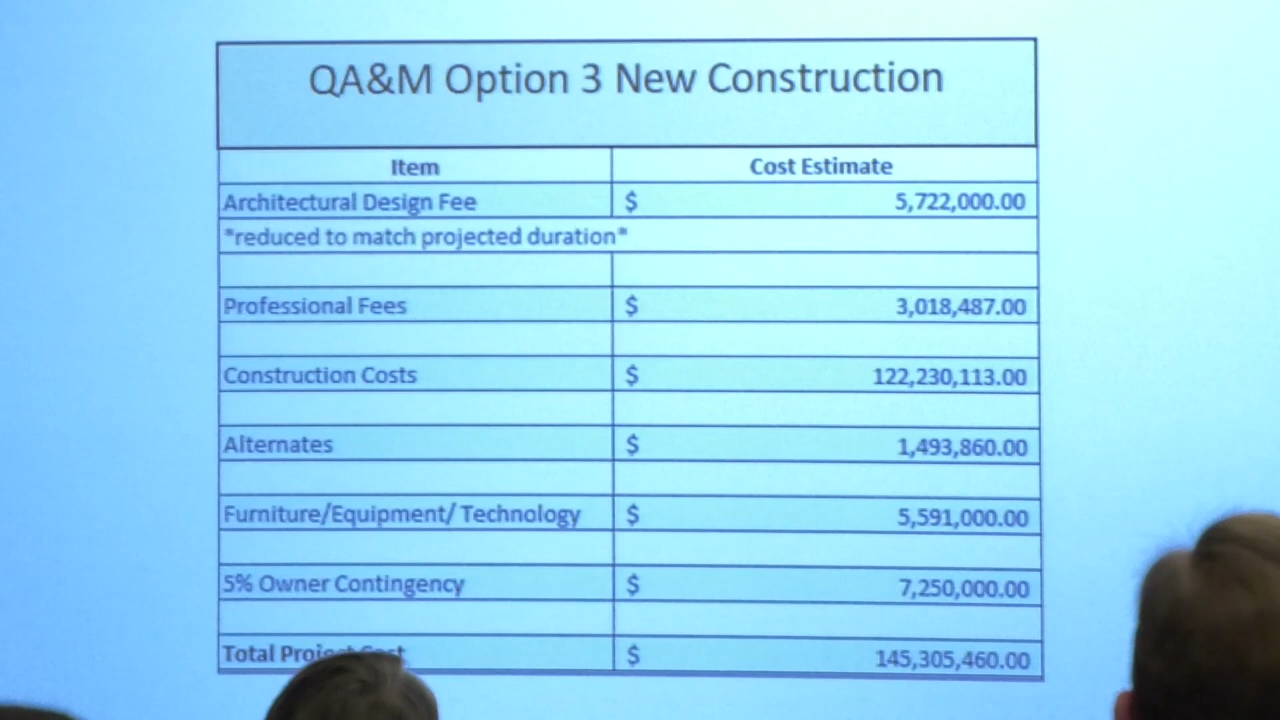 QA&M Option 3 New Construction
Item Cost Estimate
Architectural Design Fee $ 5,722,000.00
*reduced to match projected duration*
Professional Fees $ 3,018,487.00
Construction Costs $ 122,230,113.00
Alternates $ 1,493,860.00
Furniture/Equipment/ Technology $ 5,591,000.00
5% Owner Contingency $ 7,250,000.00
Total Project Cost $ 145,305,460.00